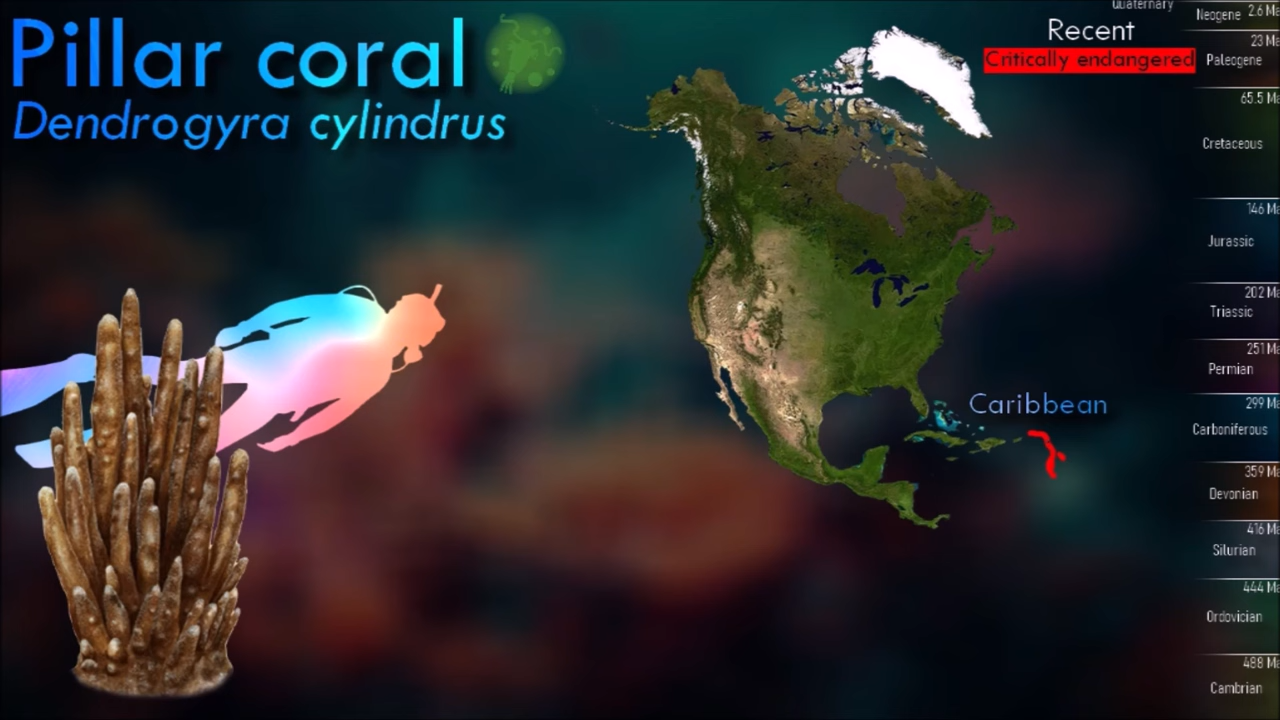 Pillar coral
Dendrogyra cylindrus
Recent
Critically endangered
Caribbean
Quaternary
2.6 Ma
Neogene
23 Ma
Paleogene
65.5 Ma
Cretaceous
146 Ma
Jurassic
202 Ma
Triassic
251 Ma
Permian
299 Ma
Carboniferous
359 Ma
Devonian
416 Ma
Silurian
444 Ma
Ordovician
488 Ma
Cambrian